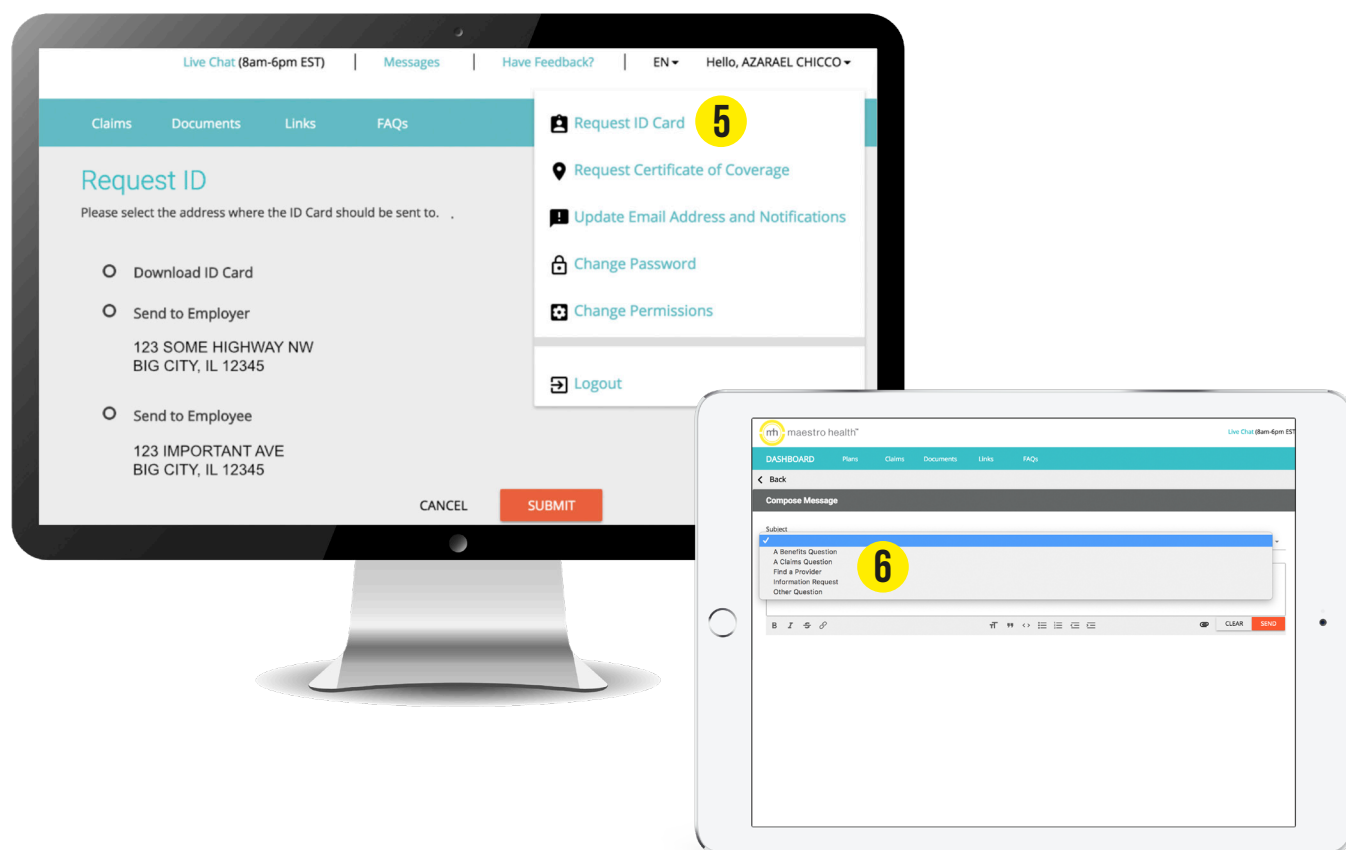 Live Chat (8am-6pm EST) | Messages | Have Feedback? | EN Hello, AZARAEL CHICCO
Claims Documents Links FAQs
Request ID
Please select the address where the ID Card should be sent to. .
Download ID Card
Send to Employer
123 SOME HIGHWAY NW
BIG CITY, IL 12345
Send to Employee
123 IMPORTANT AVE
BIG CITY, IL 12345
CANCEL SUBMIT
Request ID Card 5
Request Certificate of Coverage
Update Email Address and Notifications
Change Password
Change Permissions
Logout
mh maestro health™ Live Chat (8am-6pm EST
DASHBOARD Plans Claims Documents Links FAQs
Back
Compose Message
Subject
A Benefits Question
A Claims Question
Find a Provider
Information Request
Other Question
6
B I S CLEAR SEND